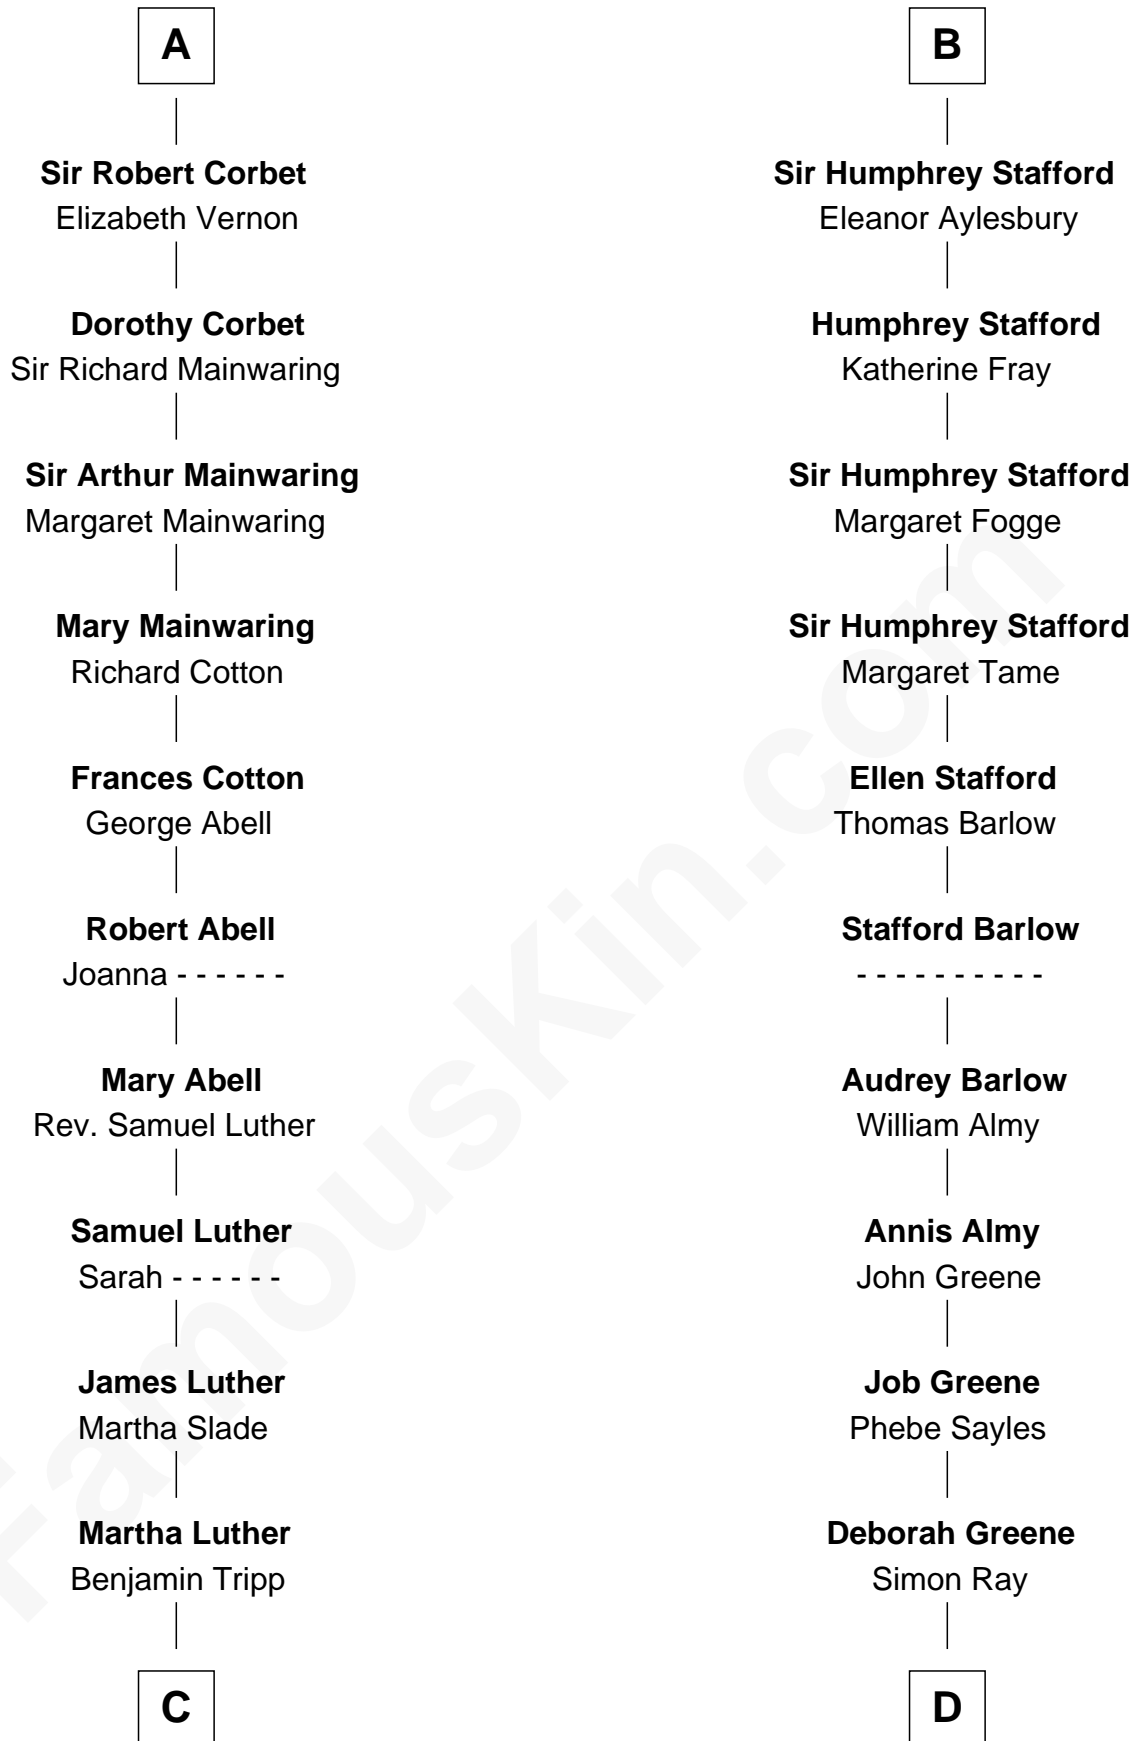 A
Sir Robert Corbet
Elizabeth Vernon
Dorothy Corbet
Sir Richard Mainwaring
Sir Arthur Mainwaring
Margaret Mainwaring
Mary Mainwaring
Richard Cotton
Frances Cotton
George Abell
Robert Abell
Joanna - - - - - -
Mary Abell
Rev. Samuel Luther
Samuel Luther
Sarah - - - - - -
James Luther
Martha Slade
Martha Luther
Benjamin Tripp
C
B
Sir Humphrey Stafford
Eleanor Aylesbury
Humphrey Stafford
Katherine Fray
Sir Humphrey Stafford
Margaret Fogge
Sir Humphrey Stafford
Margaret Tame
Ellen Stafford
Thomas Barlow
Stafford Barlow
- - - - - - - - - -
Audrey Barlow
William Almy
Annis Almy
John Greene
Job Greene
Phebe Sayles
Deborah Greene
Simon Ray
D
FamousKin.com